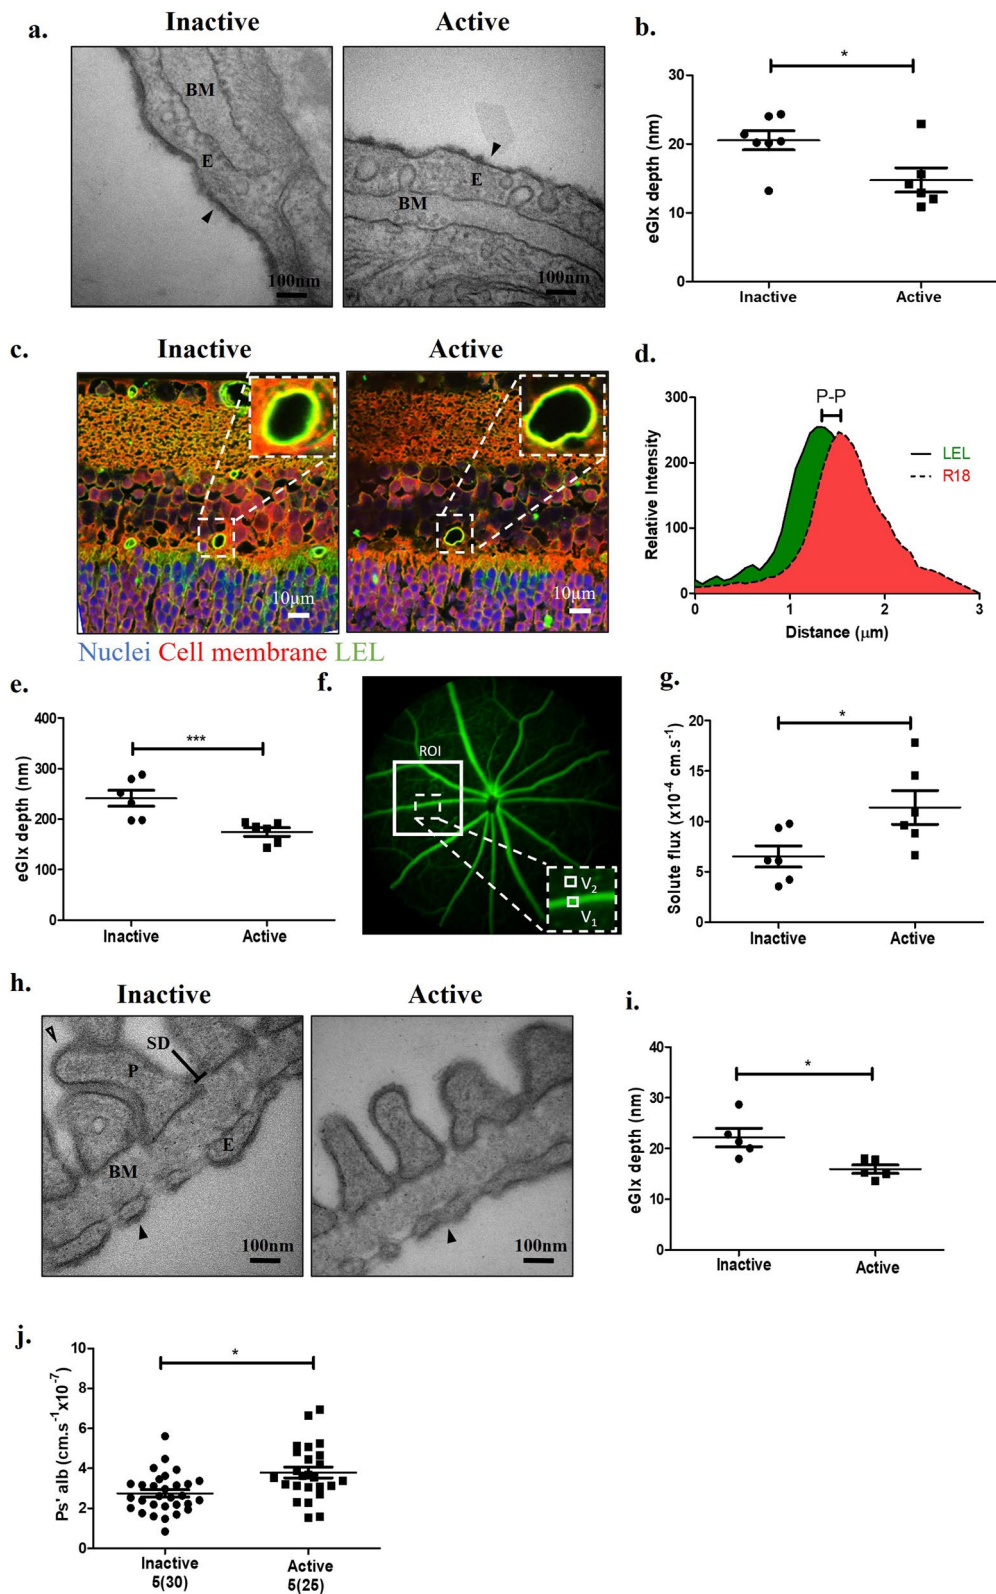 a.
Inactive
Active
BM
E
100nm
E
BM
100nm
b.
*
eGlx depth (nm)
30
20
10
0
Inactive
Active
c.
Inactive
Active
10μm
10μm
Nuclei Cell membrane LEL
d.
P-P
Relative Intensity
300
200
100
0
LEL
R18
0
1
2
3
Distance (μm)
e.
***
eGlx depth (nm)
400
300
200
100
0
Inactive
Active
f.
ROI
V2
V1
g.
*
Solute flux (x10⁻⁴ cm.s⁻¹)
20
15
10
5
0
Inactive
Active
h.
Inactive
Active
SD
P
E
BM
100nm
100nm
i.
*
eGlx depth (nm)
40
30
20
10
0
Inactive
Active
j.
*
Ps' alb (cm.s⁻¹x10⁻⁷)
10
8
6
4
2
0
Inactive
5(30)
Active
5(25)